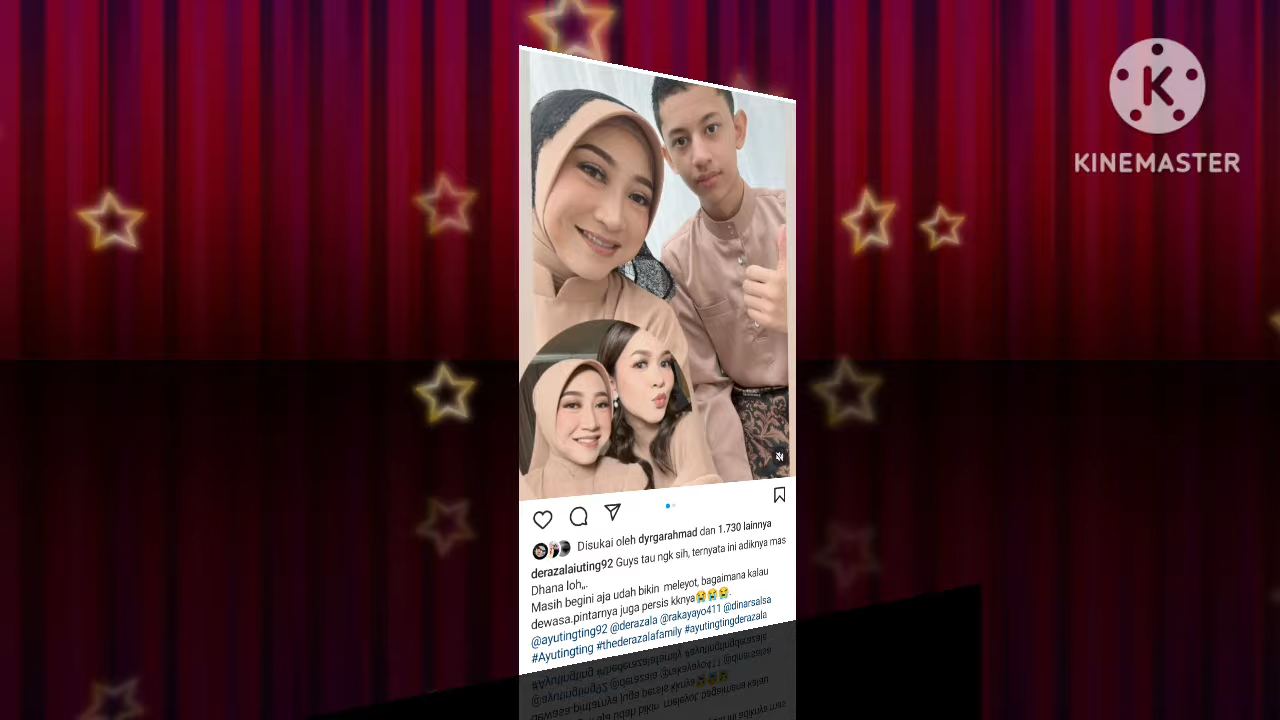 KINEMASTER
Disukai oleh dyrgarahmad dan 1.730 lainnya
derazalaiuting92 Guys tau ngk sih, ternyata ini adiknya mas
Dhana loh,,.
Masih begini aja udah bikin meleyot, bagaimana kalau
dewasa.pintarnya juga persis kknya😭😭😭.
@ayutingting92 @derazala @rakayayo411 @dinarsalsa
#Ayutingting #thederazalafamily #ayutingtingderazala